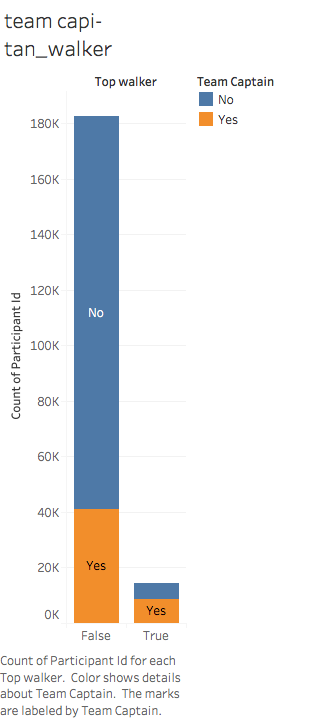 team capi-
tan_walker
Top walker
Team Captain
No
Yes
180K
160K
140K
120K
100K
80K
60K
40K
20K
0K
Count of Participant Id
No
Yes
Yes
False
True
Count of Participant Id for each
Top walker.  Color shows details
about Team Captain.  The marks
are labeled by Team Captain.